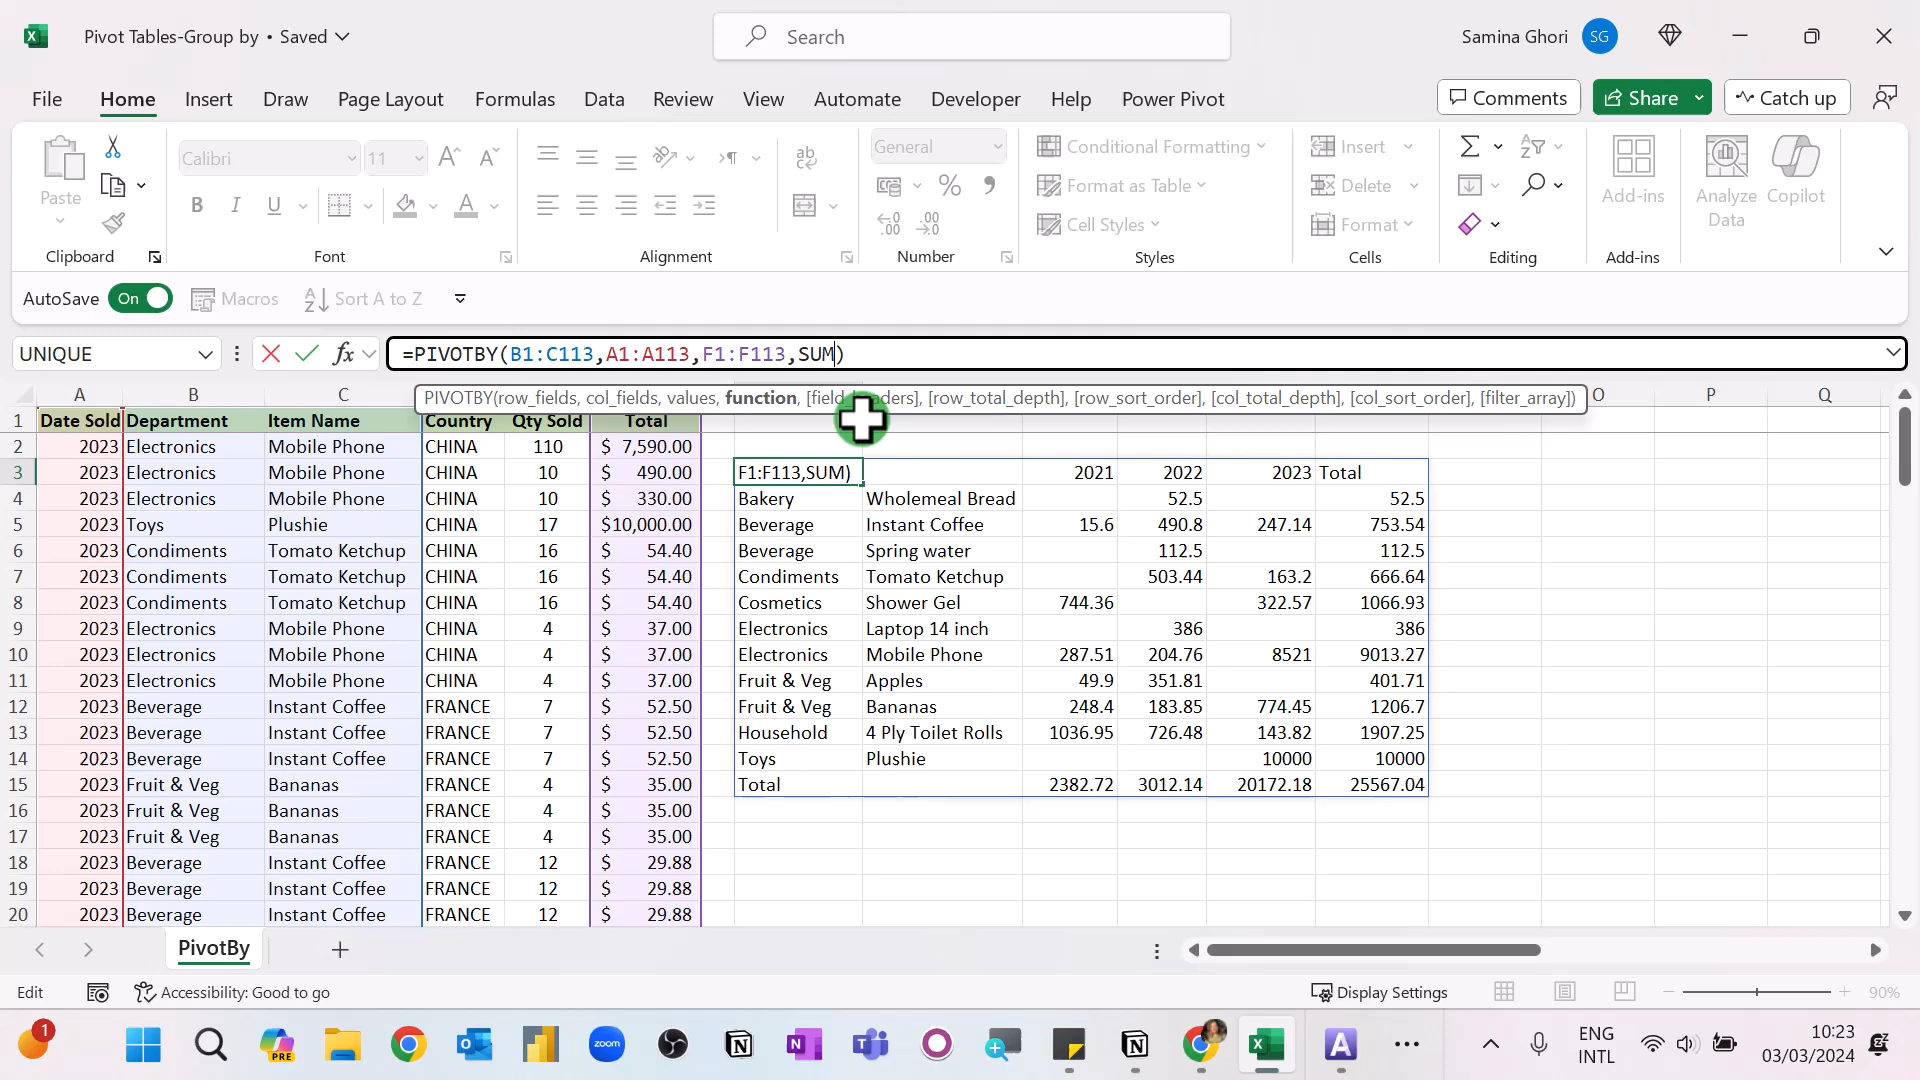 Pivot Tables-Group by • Saved
Search
Samina Ghori
SG
File Home Insert Draw Page Layout Formulas Data Review View Automate Developer Help Power Pivot
Comments
Share
Catch up
Paste
Clipboard
Calibri 11
B I U
Font
ab
Alignment
General
Number
Conditional Formatting
Format as Table
Cell Styles
Styles
Insert
Delete
Format
Cells
Editing
Add-ins
Add-ins
Analyze Data
Copilot
AutoSave On Macros Sort A to Z
UNIQUE
fx
=PIVOTBY(B1:C113,A1:A113,F1:F113,SUM)
PIVOTBY(row_fields, col_fields, values, function, [field_headers], [row_total_depth], [row_sort_order], [col_total_depth], [col_sort_order], [filter_array])
A B C O P Q
1 Date Sold Department Item Name Country Qty Sold Total
2 2023 Electronics Mobile Phone CHINA 110 $ 7,590.00
3 2023 Electronics Mobile Phone CHINA 10 $ 490.00 F1:F113,SUM) 2021 2022 2023 Total
4 2023 Electronics Mobile Phone CHINA 10 $ 330.00 Bakery Wholemeal Bread 52.5 52.5
5 2023 Toys Plushie CHINA 17 $10,000.00 Beverage Instant Coffee 15.6 490.8 247.14 753.54
6 2023 Condiments Tomato Ketchup CHINA 16 $ 54.40 Beverage Spring water 112.5 112.5
7 2023 Condiments Tomato Ketchup CHINA 16 $ 54.40 Condiments Tomato Ketchup 503.44 163.2 666.64
8 2023 Condiments Tomato Ketchup CHINA 16 $ 54.40 Cosmetics Shower Gel 744.36 322.57 1066.93
9 2023 Electronics Mobile Phone CHINA 4 $ 37.00 Electronics Laptop 14 inch 386 386
10 2023 Electronics Mobile Phone CHINA 4 $ 37.00 Electronics Mobile Phone 287.51 204.76 8521 9013.27
11 2023 Electronics Mobile Phone CHINA 4 $ 37.00 Fruit & Veg Apples 49.9 351.81 401.71
12 2023 Beverage Instant Coffee FRANCE 7 $ 52.50 Fruit & Veg Bananas 248.4 183.85 774.45 1206.7
13 2023 Beverage Instant Coffee FRANCE 7 $ 52.50 Household 4 Ply Toilet Rolls 1036.95 726.48 143.82 1907.25
14 2023 Beverage Instant Coffee FRANCE 7 $ 52.50 Toys Plushie 10000 10000
15 2023 Fruit & Veg Bananas FRANCE 4 $ 35.00 Total 2382.72 3012.14 20172.18 25567.04
16 2023 Fruit & Veg Bananas FRANCE 4 $ 35.00
17 2023 Fruit & Veg Bananas FRANCE 4 $ 35.00
18 2023 Beverage Instant Coffee FRANCE 12 $ 29.88
19 2023 Beverage Instant Coffee FRANCE 12 $ 29.88
20 2023 Beverage Instant Coffee FRANCE 12 $ 29.88
PivotBy
Edit Accessibility: Good to go Display Settings 90%
1
PRE
zoom
ENG
INTL
10:23
03/03/2024